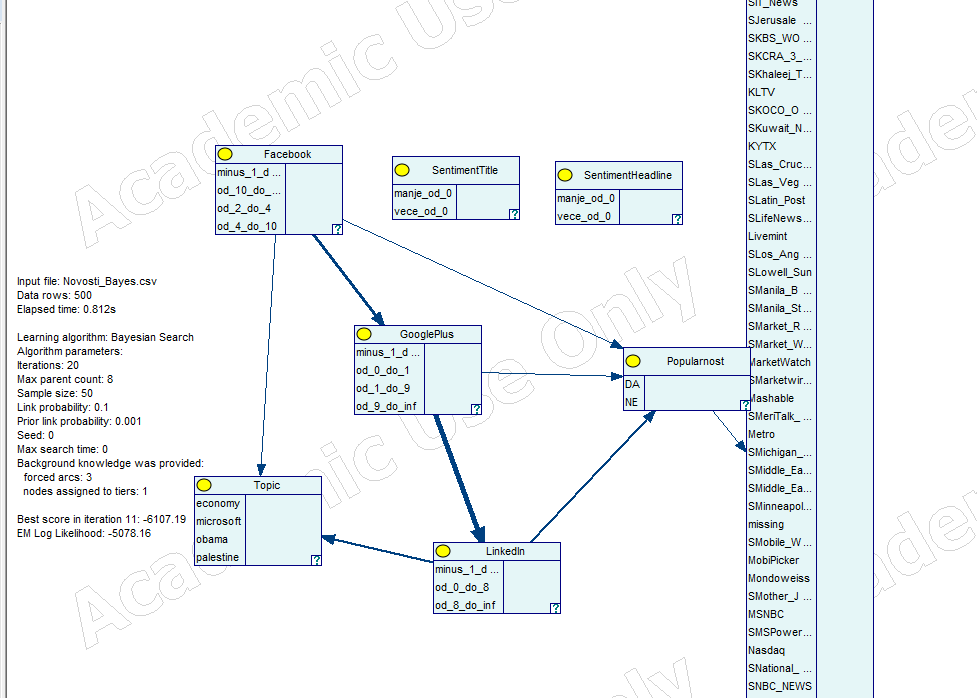 Academic Use Only
Facebook
minus_1_d ...
od_10_do_...
od_2_do_4
od_4_do_10
?
SentimentTitle
manje_od_0
vece_od_0
?
SentimentHeadline
manje_od_0
vece_od_0
?
Input file: Novosti_Bayes.csv
Data rows: 500
Elapsed time: 0.812s
Learning algorithm: Bayesian Search
Algorithm parameters:
Iterations: 20
Max parent count: 8
Sample size: 50
Link probability: 0.1
Prior link probability: 0.001
Seed: 0
Max search time: 0
Background knowledge was provided:
forced arcs: 3
nodes assigned to tiers: 1
Best score in iteration 11: -6107.19
EM Log Likelihood: -5078.16
GooglePlus
minus_1_d ...
od_0_do_1
od_1_do_9
od_9_do_inf
?
Popularnost
DA
NE
?
Topic
economy
microsoft
obama
palestine
?
LinkedIn
minus_1_d ...
od_0_do_8
od_8_do_inf
?
SIT_News
SJerusale ...
SKBS_WO ...
SKCRA_3_...
SKhaleej_T...
KLTV
SKOCO_O ...
SKuwait_N...
KYTX
SLas_Cruc...
SLas_Veg ...
SLatin_Post
SLifeNews...
Livemint
SLos_Ang ...
SLowell_Sun
SManila_B ...
SManila_St...
SMarket_R ...
SMarket_W...
MarketWatch
SMarketwir...
Mashable
SMeriTalk_ ...
Metro
SMichigan_...
SMiddle_Ea...
SMiddle_Ea...
SMinneapol...
missing
SMobile_W ...
MobiPicker
Mondoweiss
SMother_J ...
MSNBC
SMSPower...
Nasdaq
SNational_ ...
SNBC_NEWS
Academic Use Only